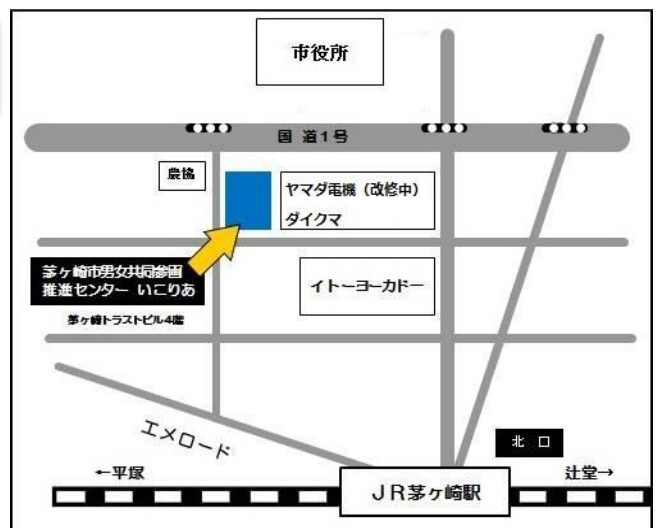 市役所
国道1号
農協
ヤマダ電機（改修中）
ダイクマ
茅ヶ崎市男女共同参画
推進センター いこりあ
イトーヨーカドー
茅ヶ崎トラストビル4階
エメロード
北 口
←平塚
辻堂→
ＪＲ茅ヶ崎駅